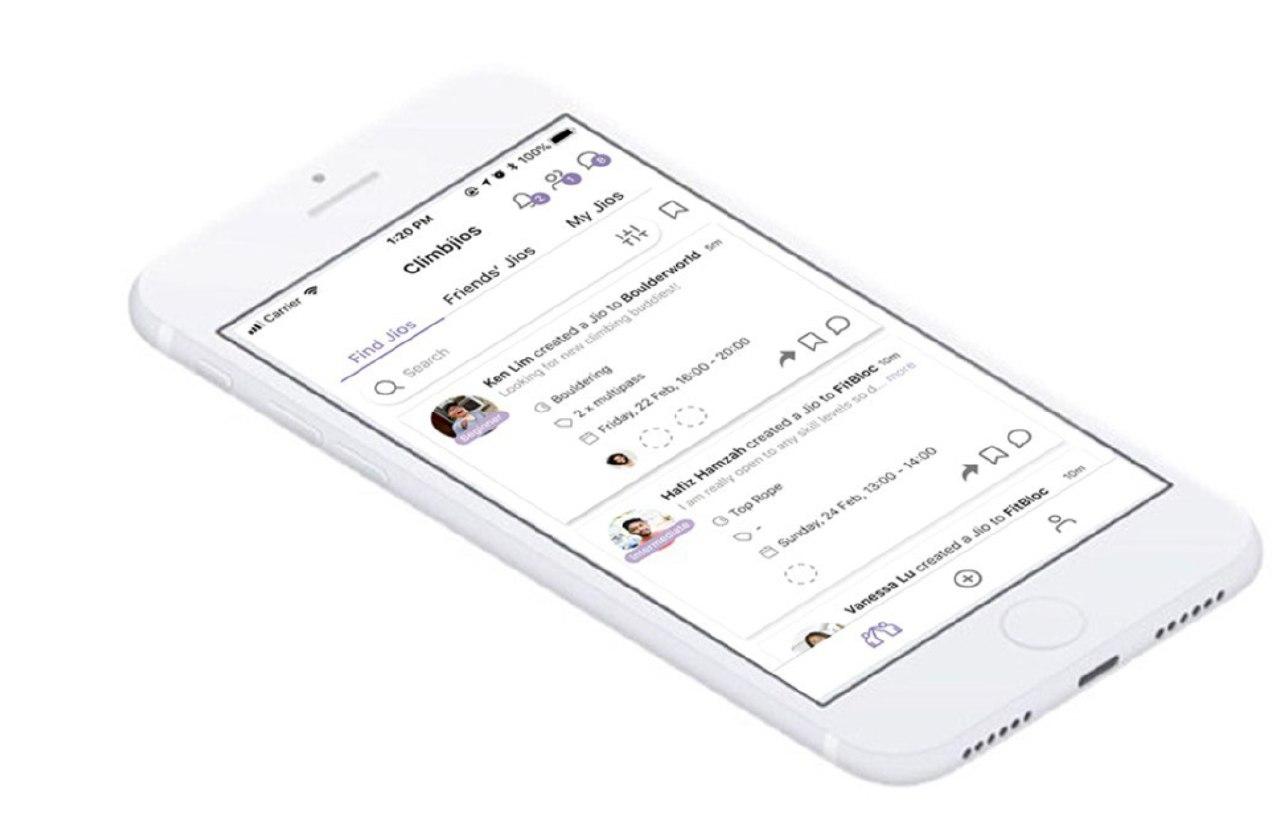 Carrier 1:20 PM 100%
Climbjios
2 1 8
Find Jios Friends' Jios My Jios
Search
Ken Lim created a Jio to Boulderworld 5m
Looking for new climbing buddies!!
Beginner
Bouldering
2 x multipass
Friday, 22 Feb, 16:00 - 20:00
Hafiz Hamzah created a Jio to FitBloc 10m
I am really open to any skill levels so d... more
Intermediate
Top Rope
-
Sunday, 24 Feb, 13:00 - 14:00
Vanessa Lu created a Jio to FitBloc 10m